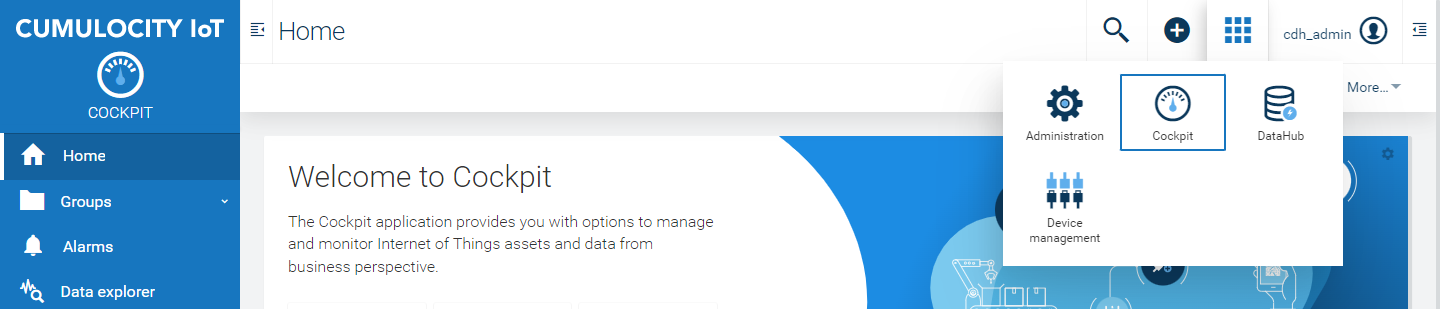 CUMULOCITY IoT
COCKPIT
Home
Groups
Alarms
Data explorer
Home
cdh_admin
More...
Administration
Cockpit
DataHub
Device
management
Welcome to Cockpit
The Cockpit application provides you with options to manage
and monitor Internet of Things assets and data from
business perspective.